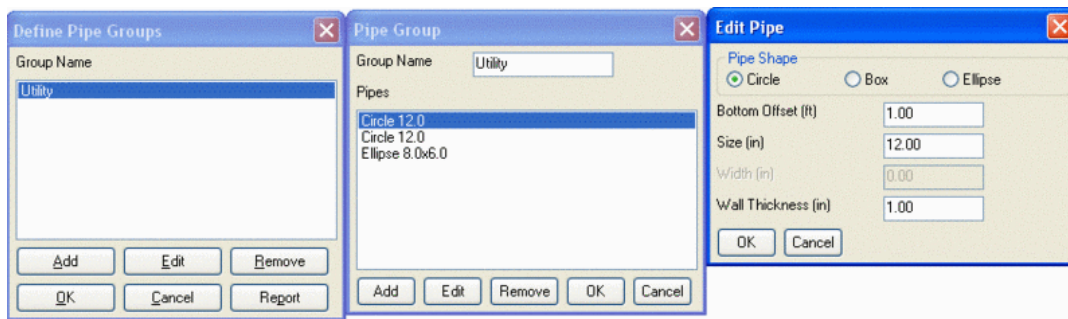 Define Pipe Groups
Group Name
Utility
Add Edit Remove
OK Cancel Report
Pipe Group
Group Name Utility
Pipes
Circle 12.0
Circle 12.0
Ellipse 8.0x6.0
Add Edit Remove OK Cancel
Edit Pipe
Pipe Shape
Circle Box Ellipse
Bottom Offset (ft) 1.00
Size (in) 12.00
Width (in) 0.00
Wall Thickness (in) 1.00
OK Cancel